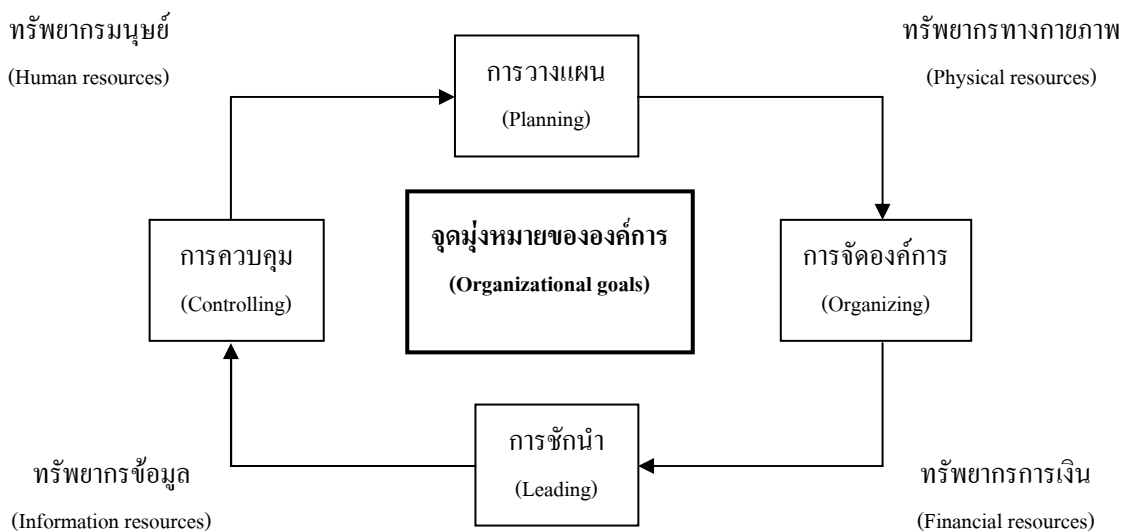 ทรัพยากรมนุษย์
(Human resources)
ทรัพยากรทางกายภาพ
(Physical resources)
การวางแผน
(Planning)
การควบคุม
(Controlling)
จุดมุ่งหมายขององค์การ
(Organizational goals)
การจัดองค์การ
(Organizing)
การชักนำ
(Leading)
ทรัพยากรข้อมูล
(Information resources)
ทรัพยากรการเงิน
(Financial resources)